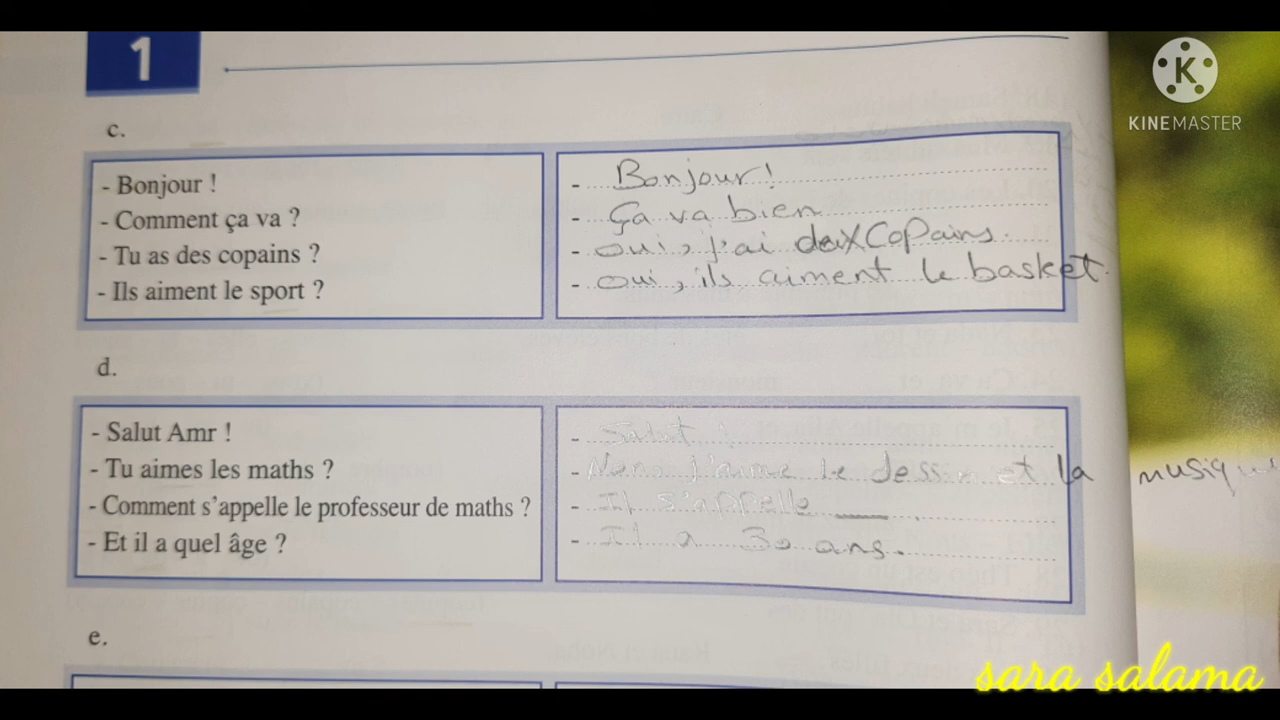 1
KINEMASTER
c.
- Bonjour !
- Comment ça va ?
- Tu as des copains ?
- Ils aiment le sport ?
- Bonjour!
- Ça va bien
- oui, j'ai deux copains.
- oui, ils aiment le basket.
d.
- Salut Amr !
- Tu aimes les maths ?
- Comment s'appelle le professeur de maths ?
- Et il a quel âge ?
- Salut
Non, j'aime le dessin et la musique
- Il s'appelle ___.
- Il a 30 ans.
e.
sara salama